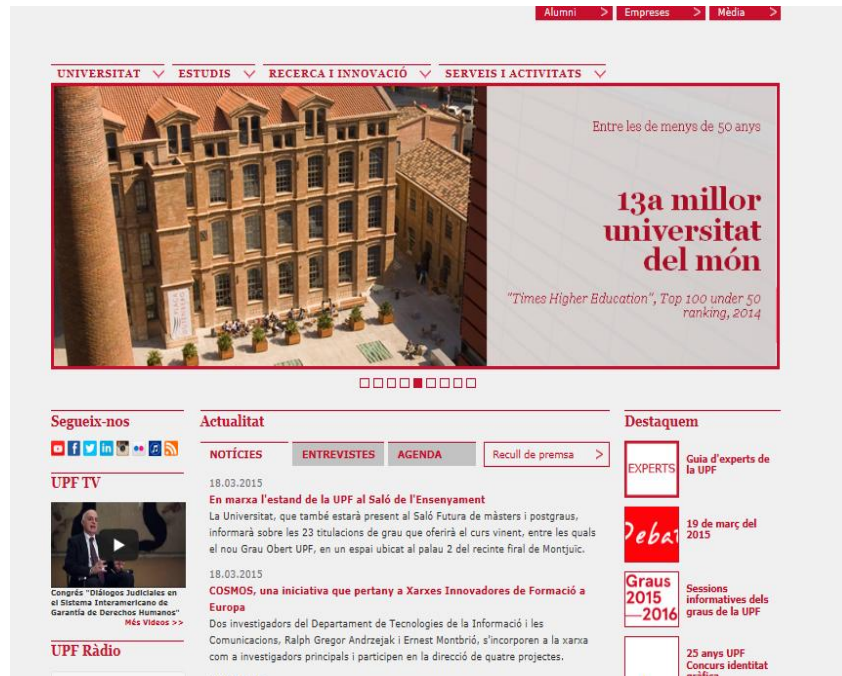 Alumni > Empreses > Mèdia >
UNIVERSITAT ESTUDIS RECERCA I INNOVACIÓ SERVEIS I ACTIVITATS
Entre les de menys de 50 anys
13a millor
universitat
del món
"Times Higher Education", Top 100 under 50
ranking, 2014
PLAÇA
GUTENBERG
Segueix-nos
UPF TV
Congrés "Diálogos Judiciales en
el Sistema Interamericano de
Garantía de Derechos Humanos"
Més Vídeos >>
UPF Ràdio
Actualitat
NOTÍCIES ENTREVISTES AGENDA Recull de premsa >
18.03.2015
En marxa l'estand de la UPF al Saló de l'Ensenyament
La Universitat, que també estarà present al Saló Futura de màsters i postgraus,
informarà sobre les 23 titulacions de grau que oferirà el curs vinent, entre les quals
el nou Grau Obert UPF, en un espai ubicat al palau 2 del recinte firal de Montjuïc.
18.03.2015
COSMOS, una iniciativa que pertany a Xarxes Innovadores de Formació a
Europa
Dos investigadors del Departament de Tecnologies de la Informació i les
Comunicacions, Ralph Gregor Andrzejak i Ernest Montbrió, s'incorporen a la xarxa
com a investigadors principals i participen en la direcció de quatre projectes.
Destaquem
EXPERTS
Guia d'experts de
la UPF
Debat
19 de març del
2015
Graus
2015
—2016
Sessions
informatives dels
graus de la UPF
25 anys UPF
Concurs identitat
gràfica